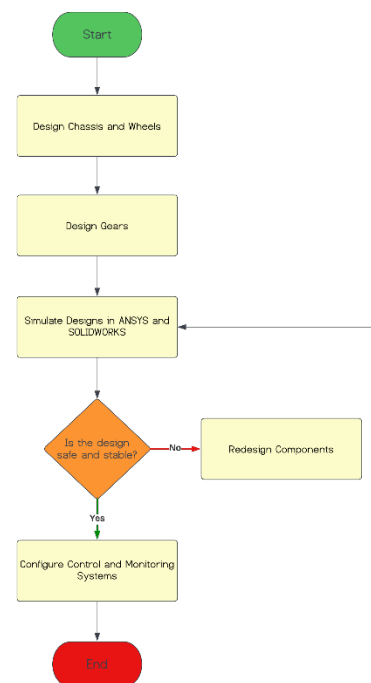 Start
Design Chassis and Wheels
Design Gears
Simulate Designs in ANSYS and
SOLIDWORKS
Is the design
safe and stable?
No
Redesign Components
Yes
Configure Control and Monitoring
Systems
End